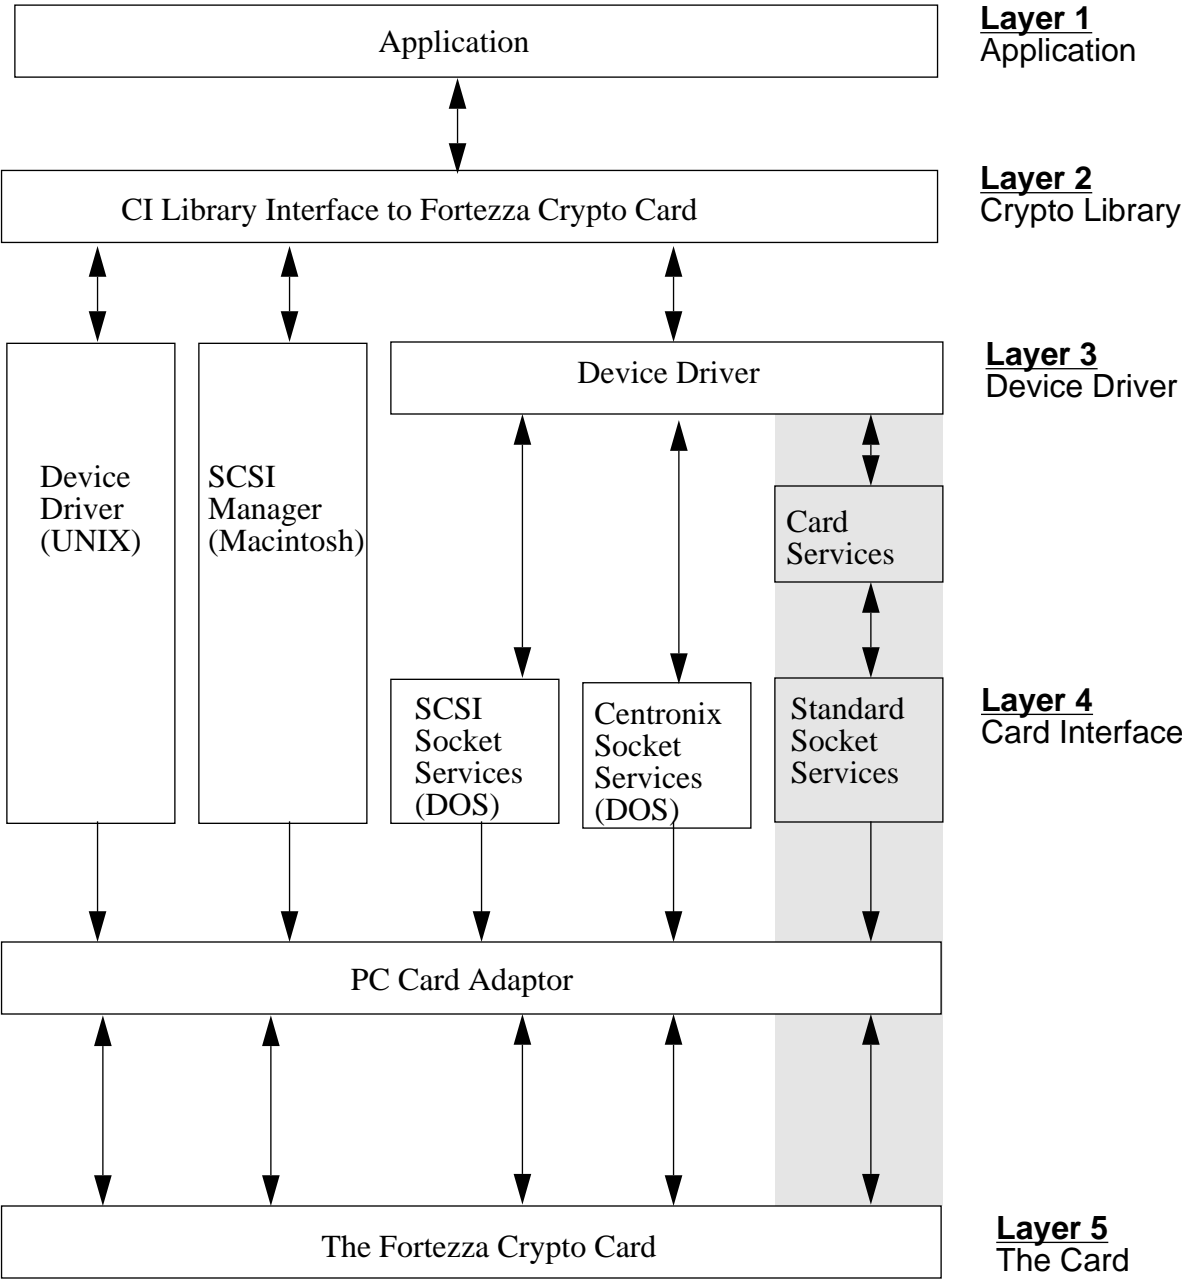 Application
Layer 1
Application
CI Library Interface to Fortezza Crypto Card
Layer 2
Crypto Library
Device Driver
Layer 3
Device Driver
Device
Driver
(UNIX)
SCSI
Manager
(Macintosh)
Card
Services
SCSI
Socket
Services
(DOS)
Centronix
Socket
Services
(DOS)
Standard
Socket
Services
Layer 4
Card Interface
PC Card Adaptor
The Fortezza Crypto Card
Layer 5
The Card